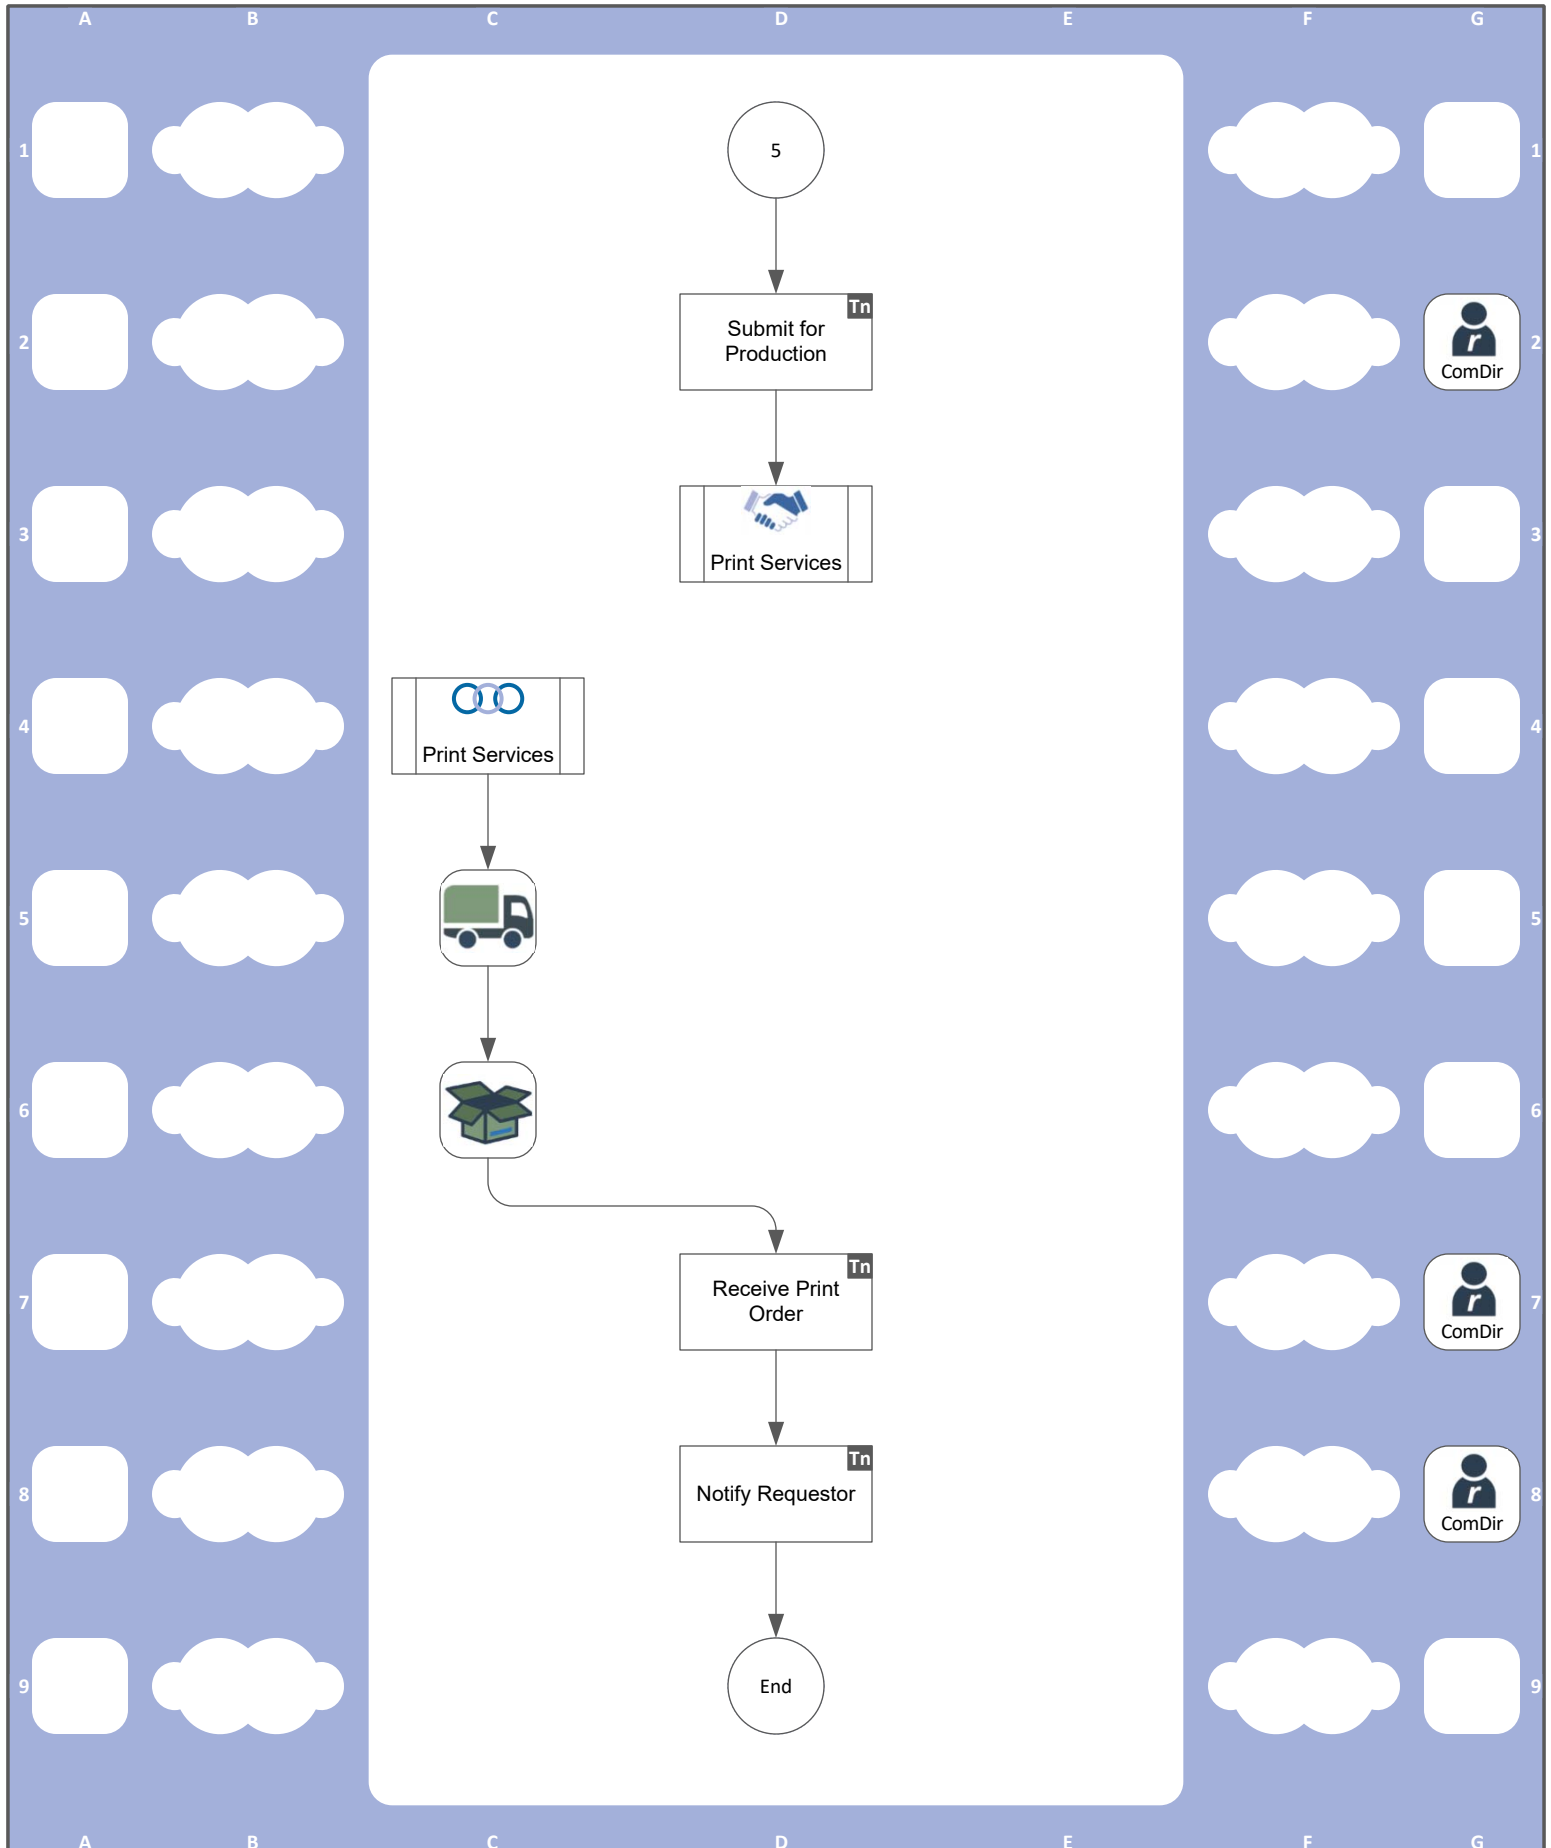 A B C D E F G
1 5 1
Tn
2 Submit for 2
Production
ComDir
3 3
Print Services
4 4
Print Services
5 5
6 6
Tn
7 Receive Print 7
Order
ComDir
Tn
8 Notify Requestor 8
ComDir
9 End 9
A B C D E F G